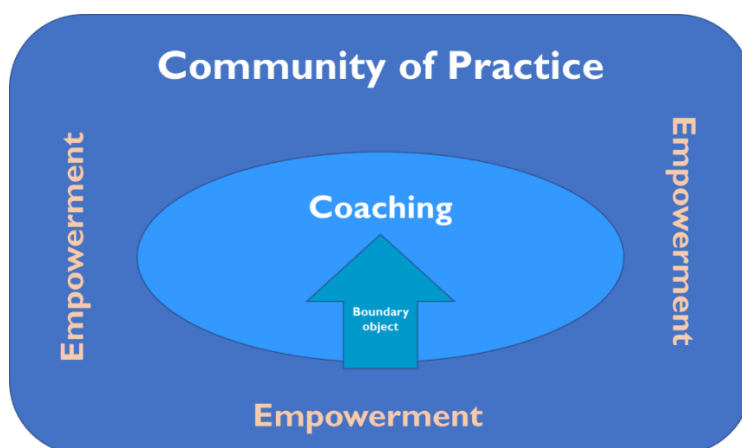 Community of Practice
Empowerment
Empowerment
Coaching
Boundary
object
Empowerment